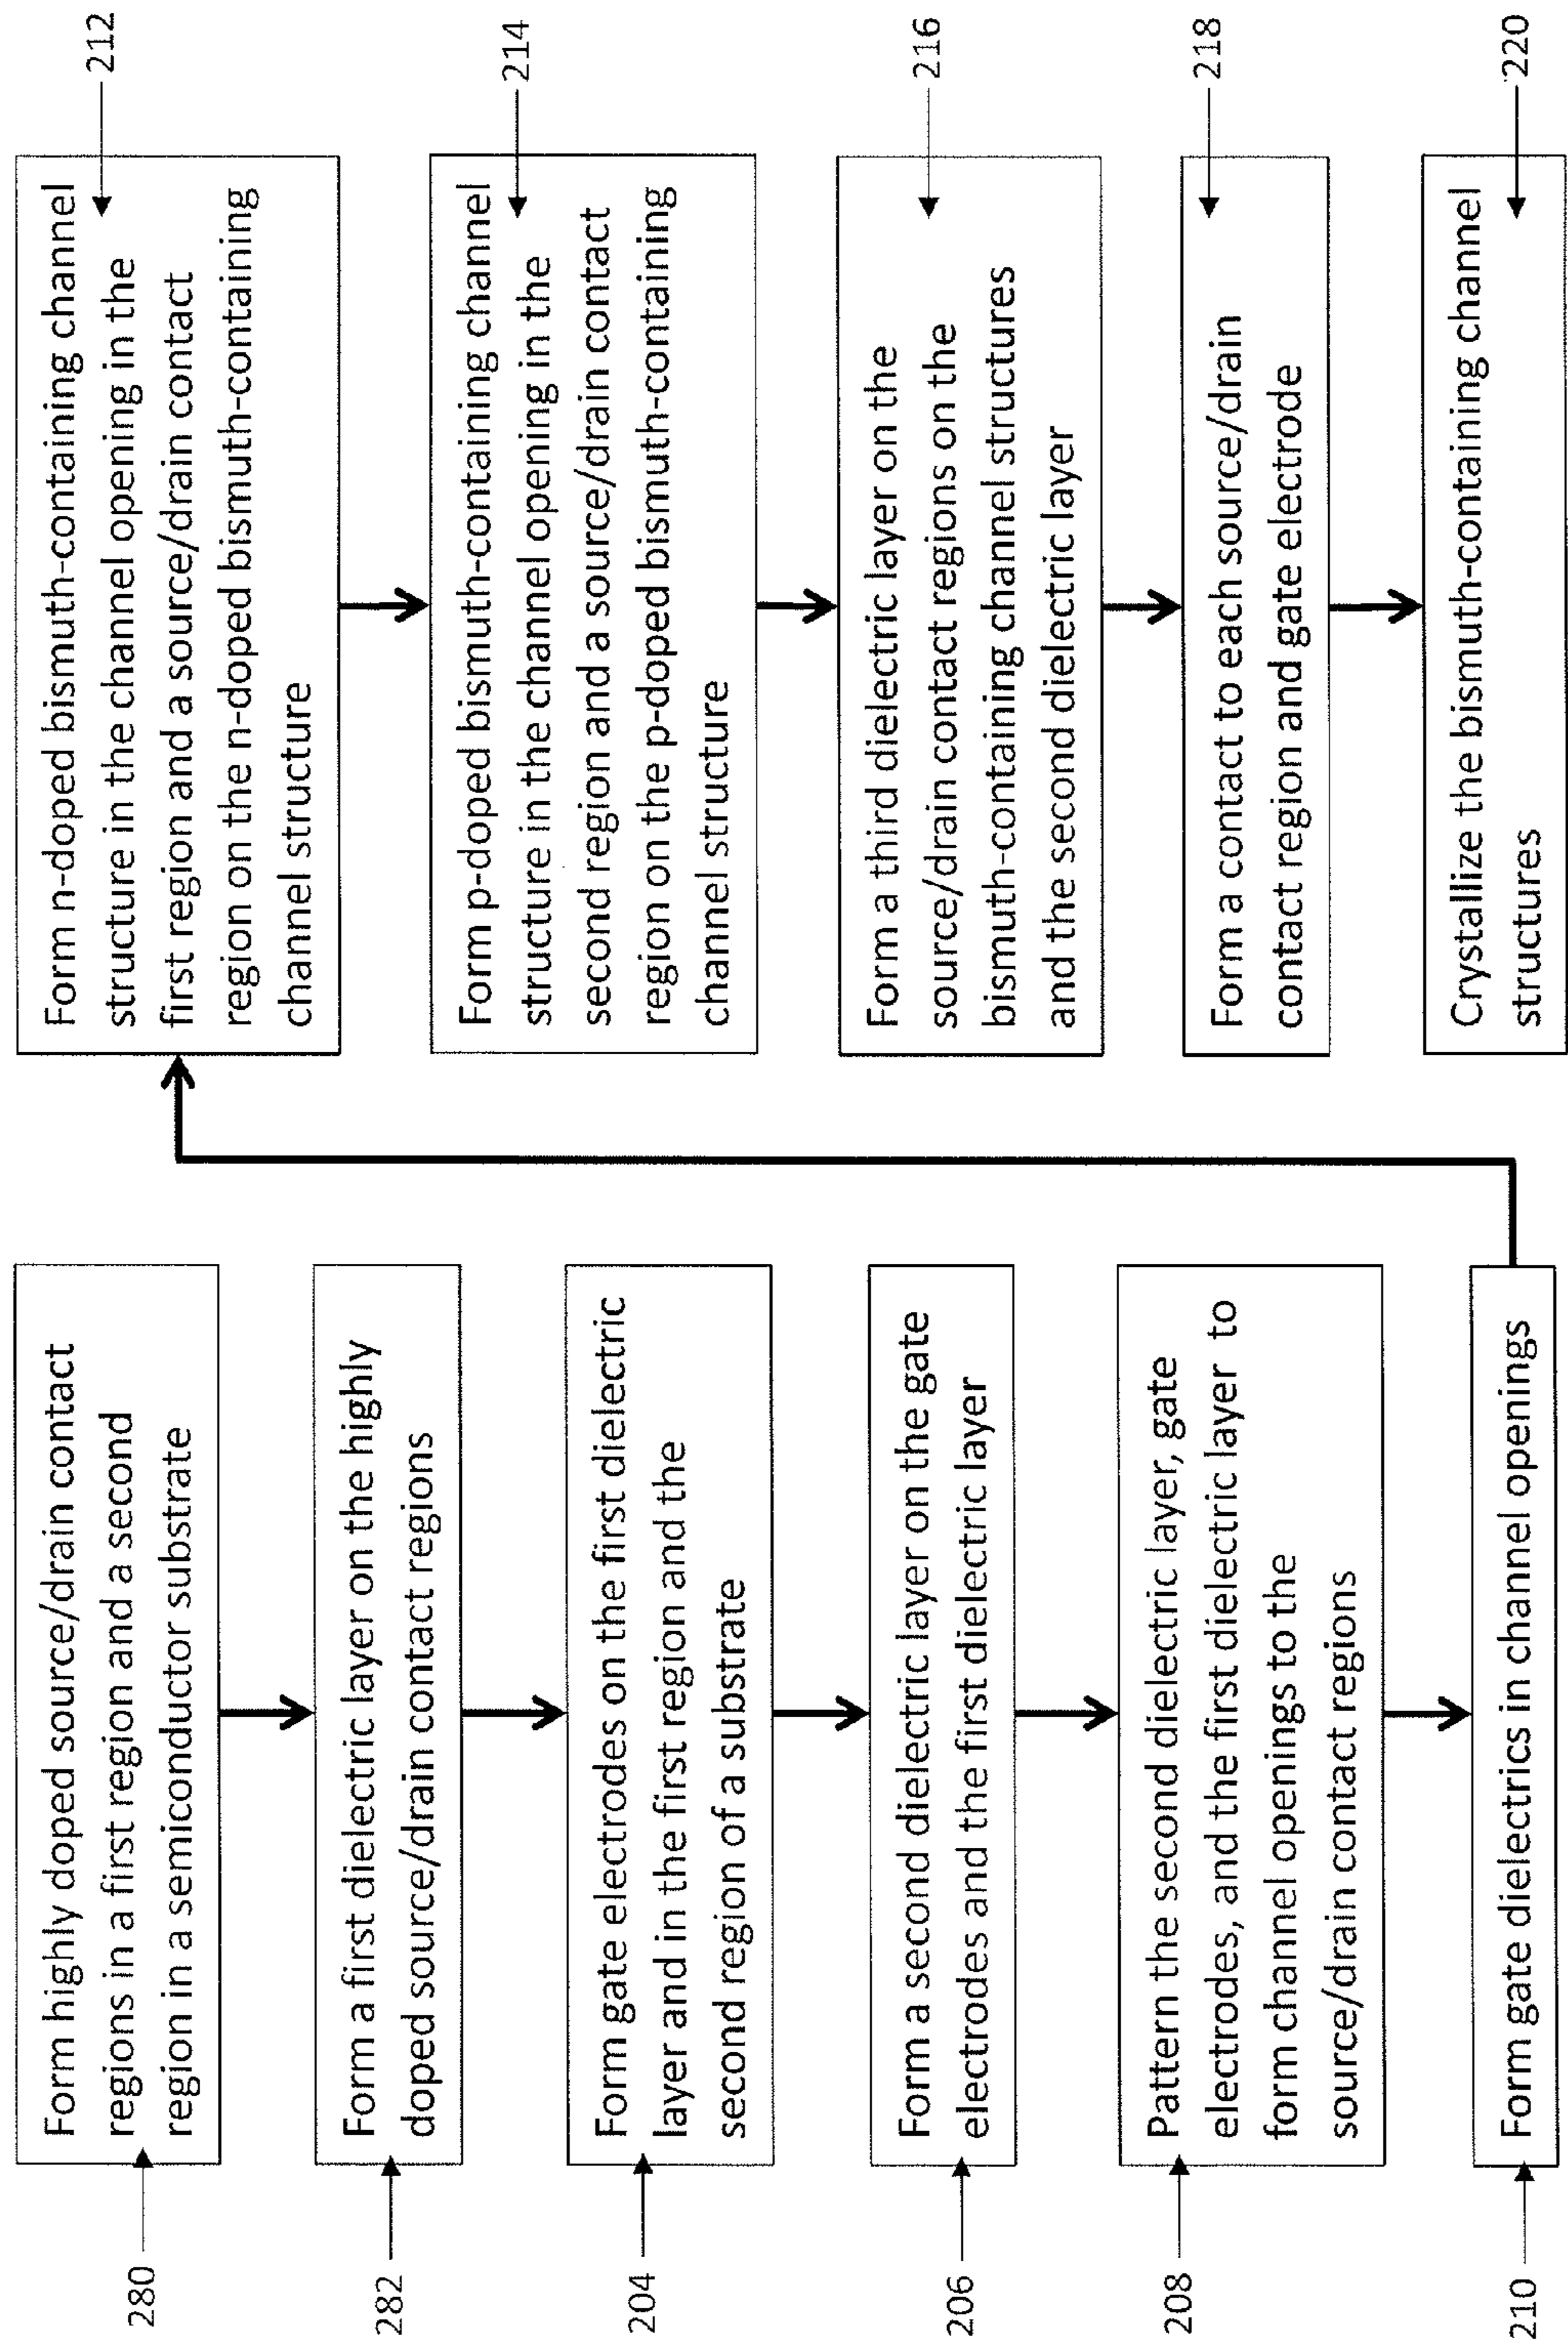 280
Form highly doped source/drain contact
regions in a first region and a second
region in a semiconductor substrate
282
Form a first dielectric layer on the highly
doped source/drain contact regions
204
Form gate electrodes on the first dielectric
layer and in the first region and the
second region of a substrate
206
Form a second dielectric layer on the gate
electrodes and the first dielectric layer
208
Pattern the second dielectric layer, gate
electrodes, and the first dielectric layer to
form channel openings to the
source/drain contact regions
210
Form gate dielectrics in channel openings
212
Form n-doped bismuth-containing channel
structure in the channel opening in the
first region and a source/drain contact
region on the n-doped bismuth-containing
channel structure
214
Form p-doped bismuth-containing channel
structure in the channel opening in the
second region and a source/drain contact
region on the p-doped bismuth-containing
channel structure
216
Form a third dielectric layer on the
source/drain contact regions on the
bismuth-containing channel structures
and the second dielectric layer
218
Form a contact to each source/drain
contact region and gate electrode
220
Crystallize the bismuth-containing channel
structures